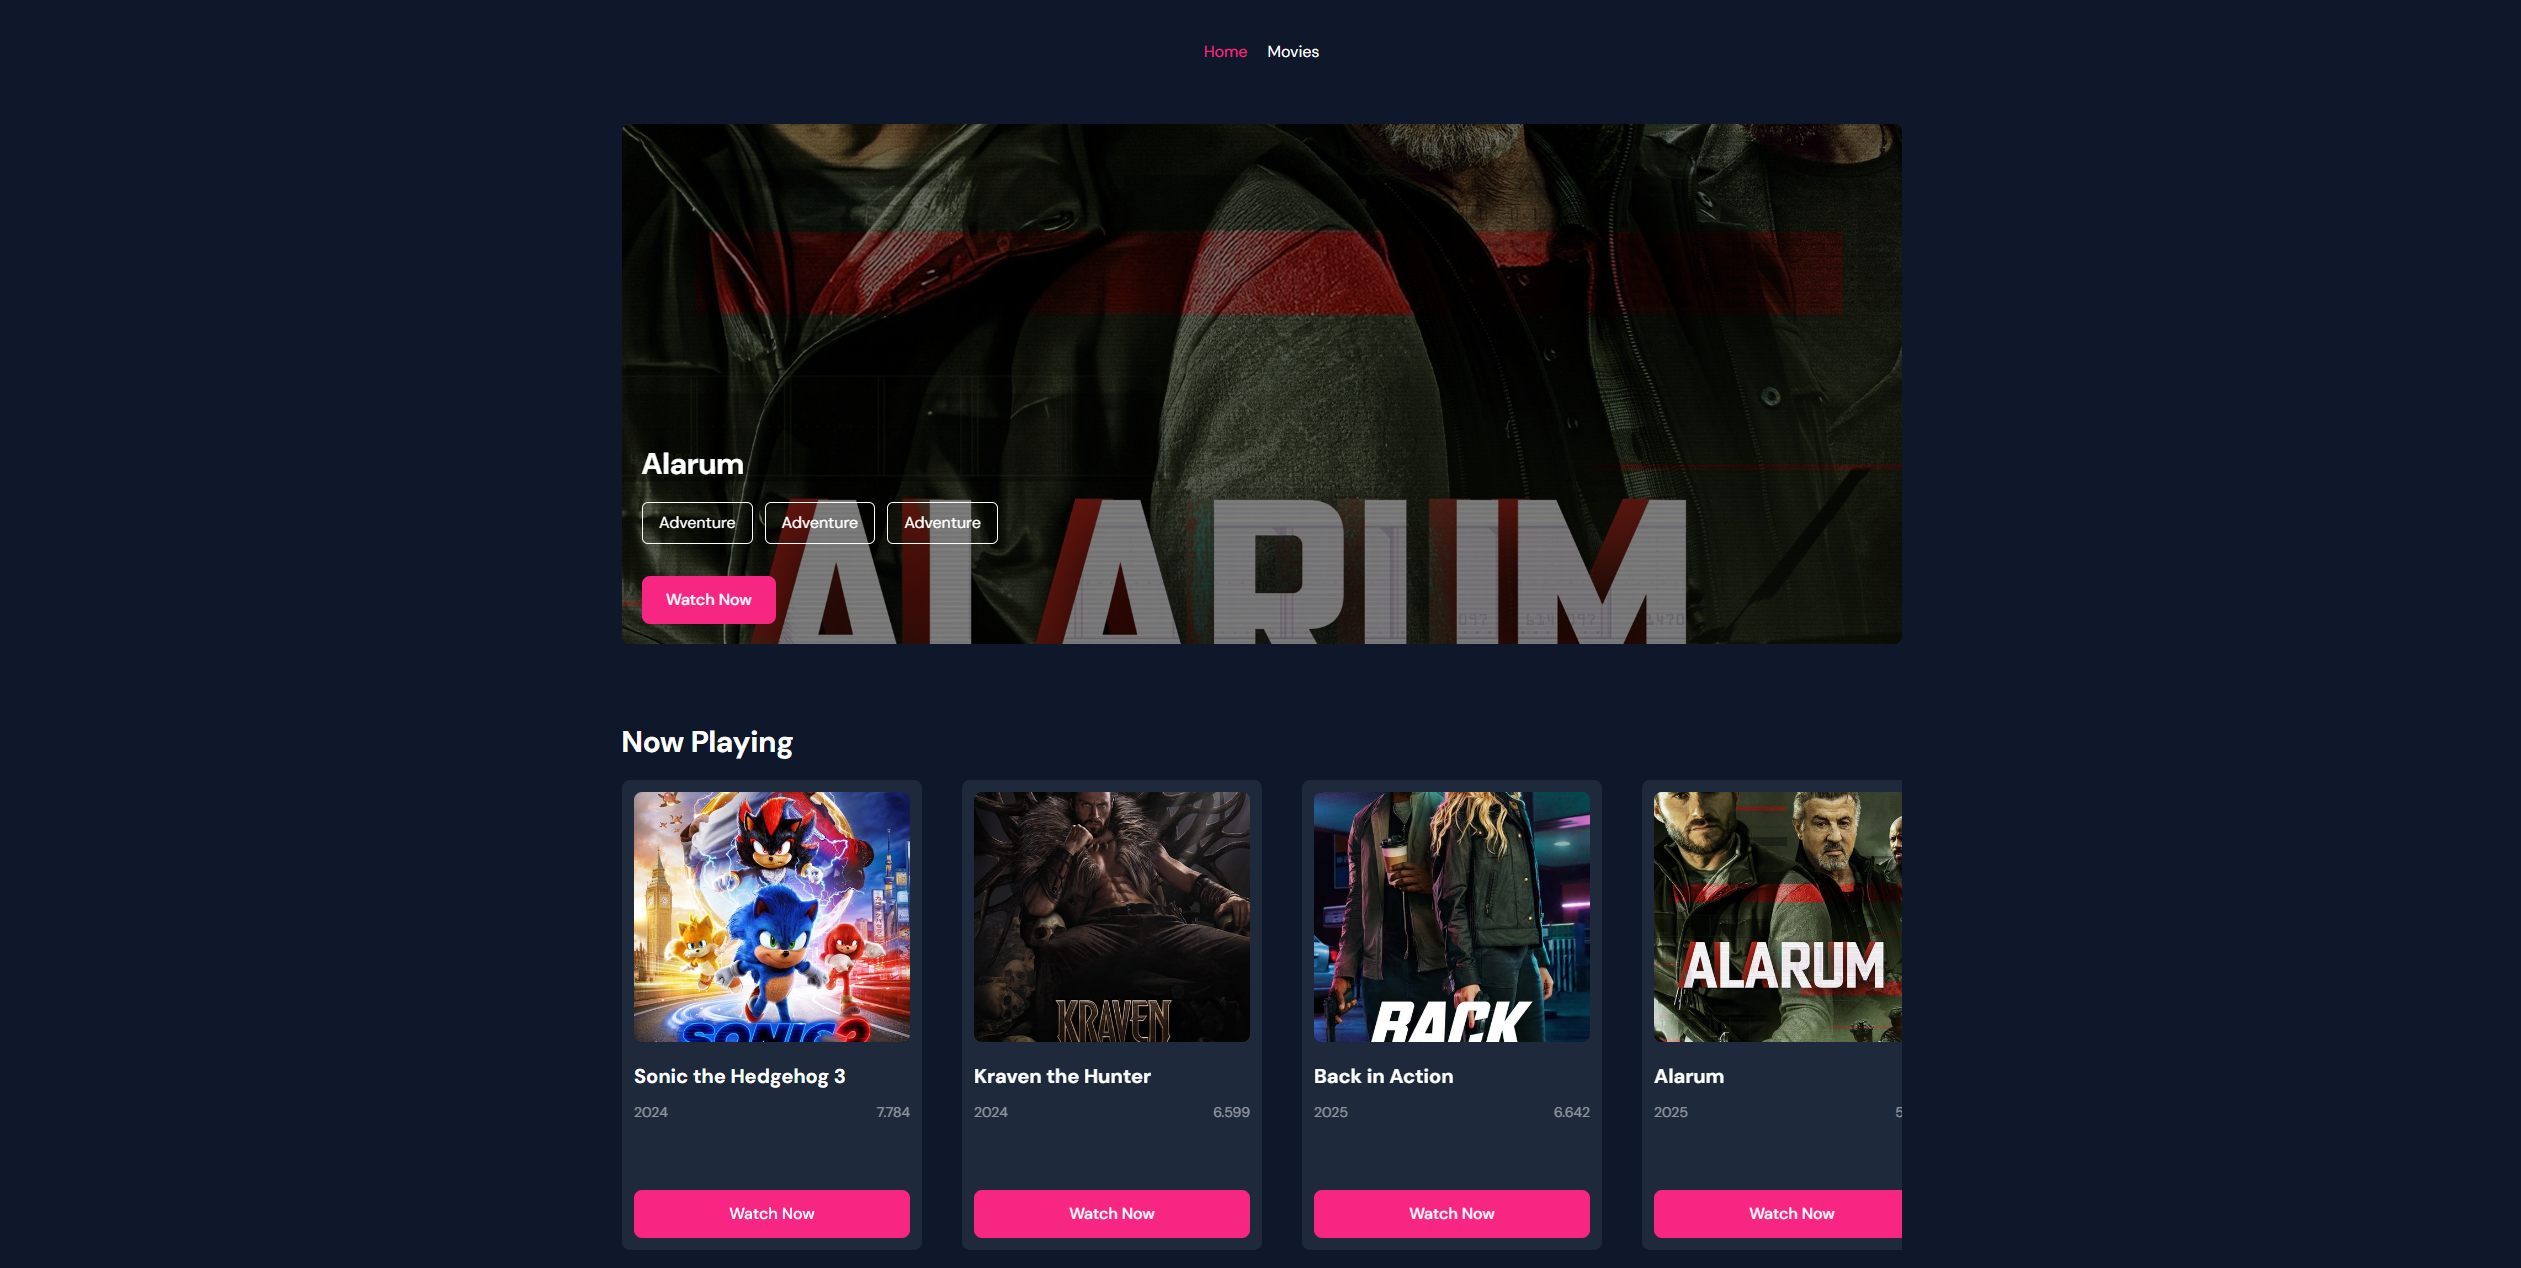 Home Movies
Alarum
Adventure Adventure Adventure
ALARUM
Watch Now
Now Playing
SONIC 3
KRAVEN
BACK
ALARUM
Sonic the Hedgehog 3
2024 7.784
Kraven the Hunter
2024 6.599
Back in Action
2025 6.642
Alarum
2025 5
Watch Now
Watch Now
Watch Now
Watch Now